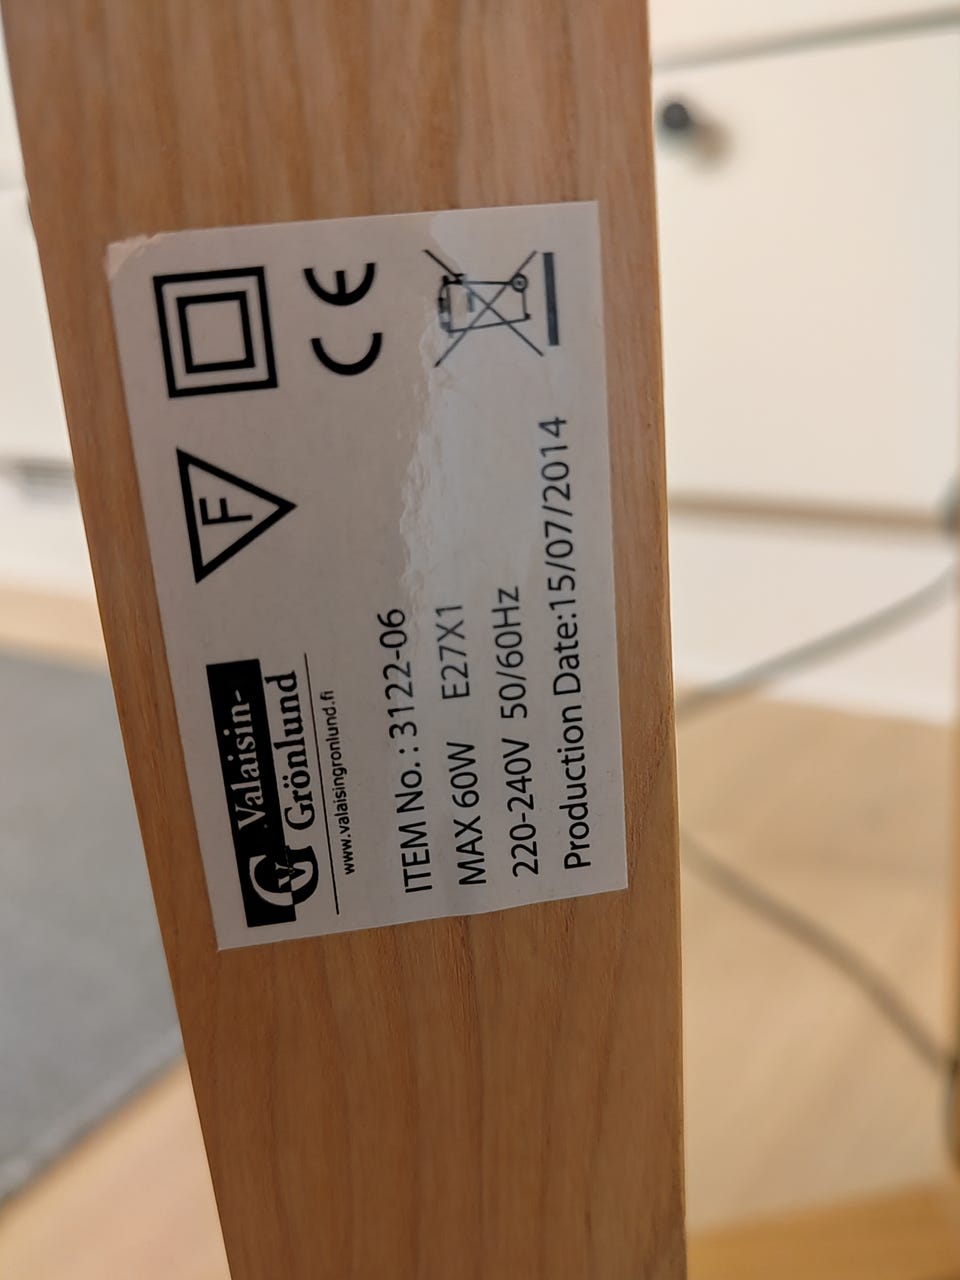 Valaisin-
Grönlund
www.valaisingronlund.fi
F
CE
ITEM No. : 3122-06
MAX 60W E27X1
220-240V 50/60Hz
Production Date:15/07/2014